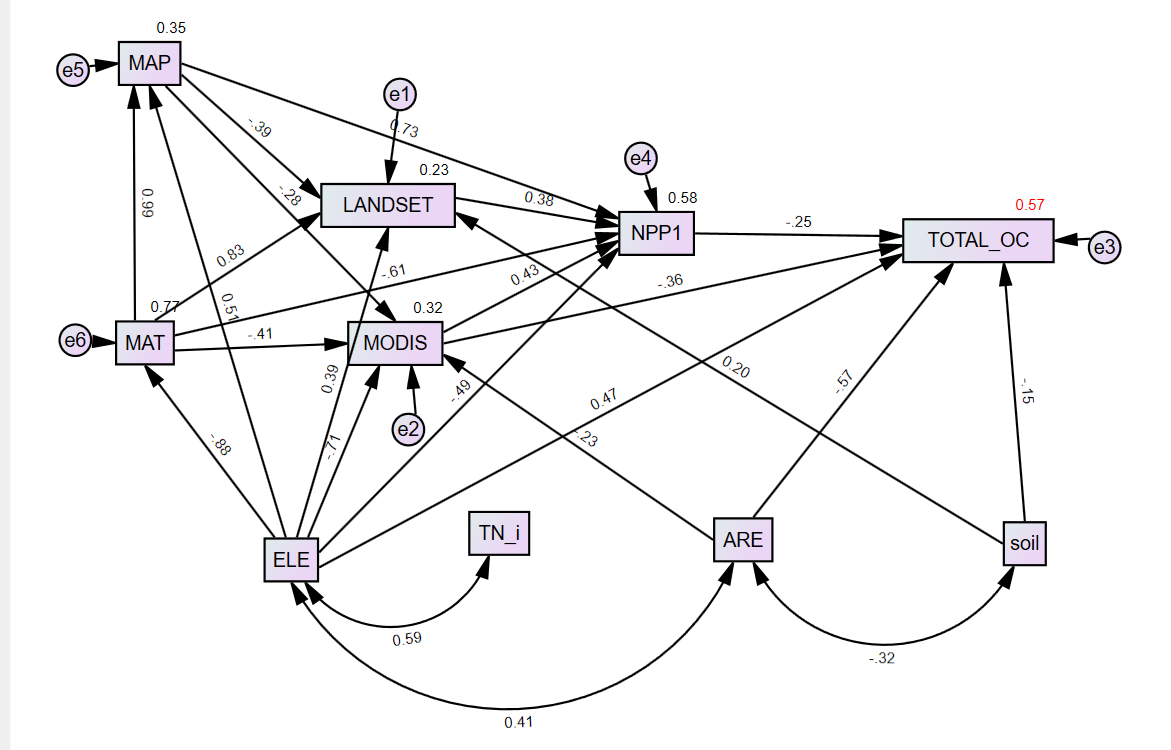 0.35
MAP
e5
e1
-.39
0.73
e4
0.23
0.58
-.28
LANDSET
0.38
0.99
NPP1
-.25
0.57
TOTAL_OC
e3
0.83
-.61
0.43
-.36
0.77
0.51
0.32
e6
MAT
-.41
MODIS
0.39
-.49
0.20
-.57
0.47
-.15
e2
-.88
-.71
-.23
TN_i
ARE
soil
ELE
0.59
-.32
0.41